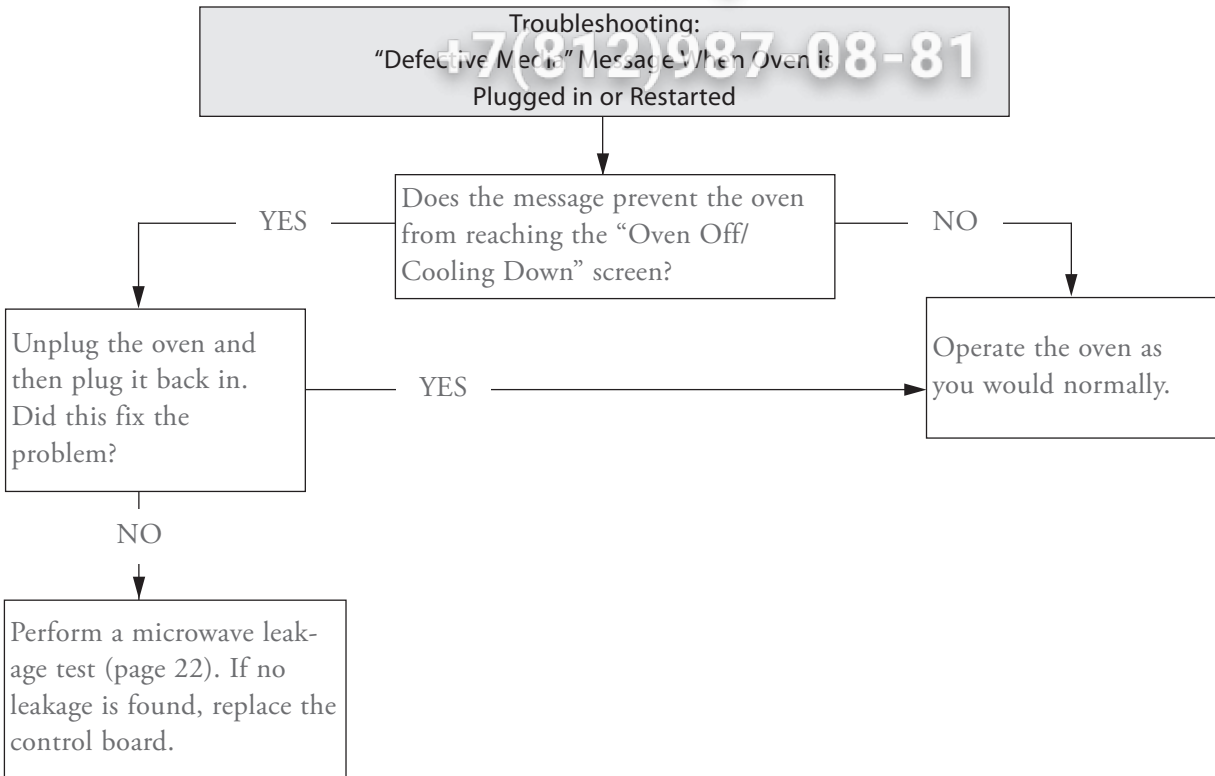 Troubleshooting:
"Defective Media" Message When Oven is
+7(812)987-08-81
Plugged in or Restarted
Does the message prevent the oven
from reaching the “Oven Off/
Cooling Down” screen?
YES
NO
Unplug the oven and
then plug it back in.
Did this fix the
problem?
YES
Operate the oven as
you would normally.
NO
Perform a microwave leak-
age test (page 22). If no
leakage is found, replace the
control board.